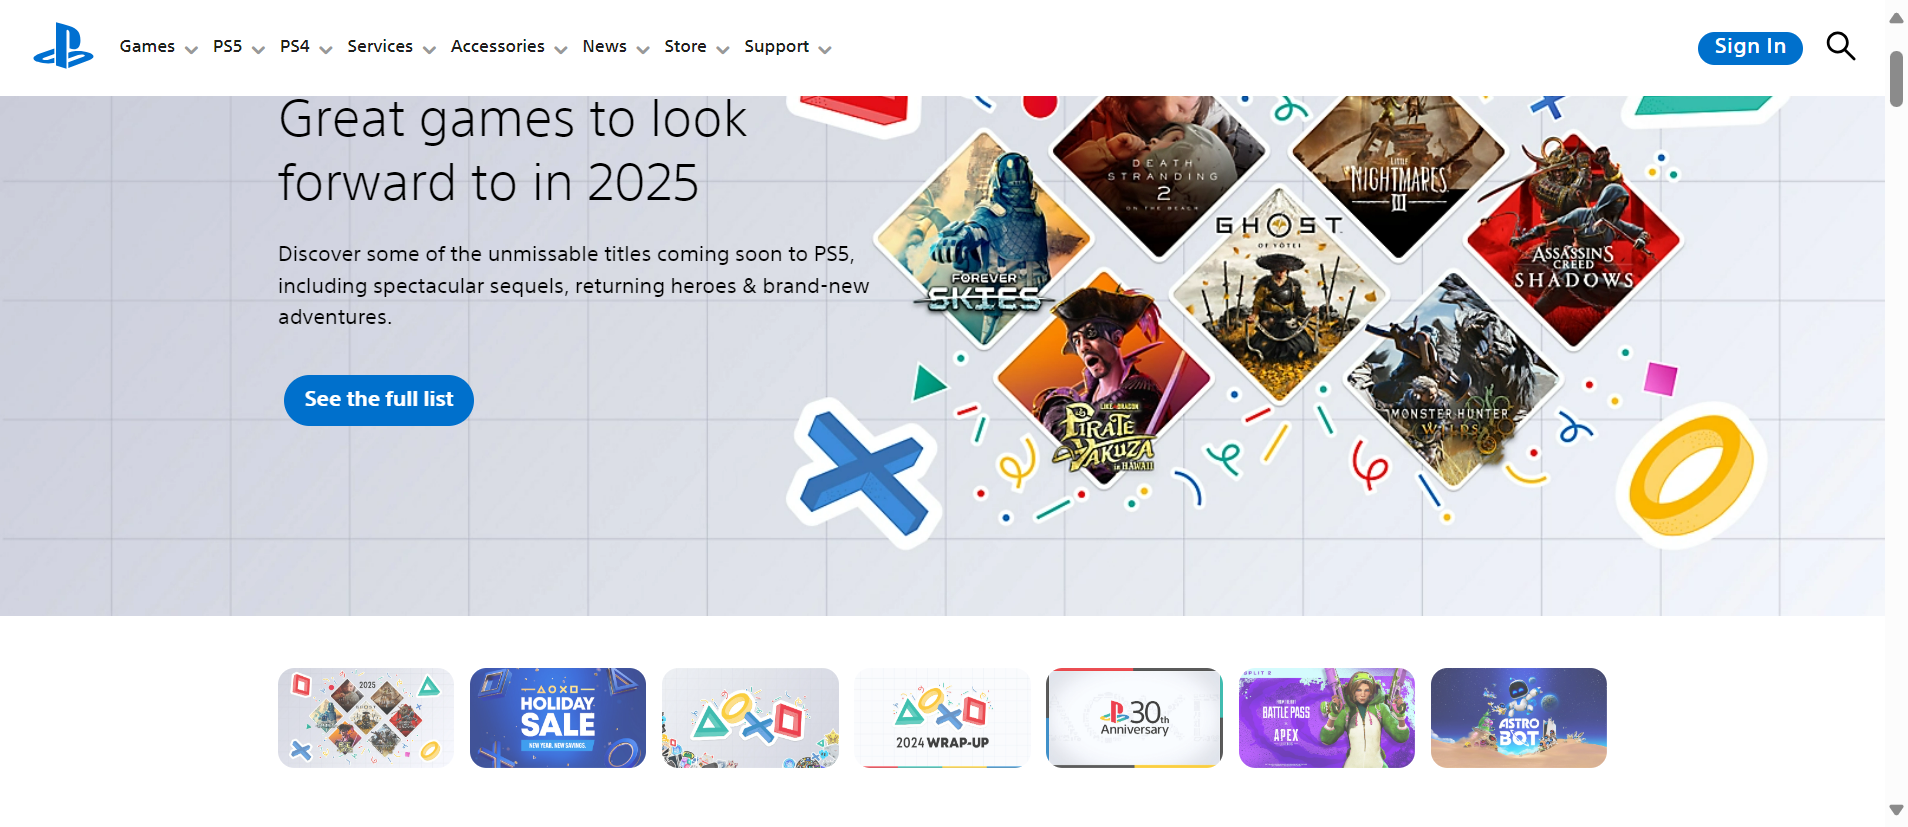 Games PS5 PS4 Services Accessories News Store Support Sign In
Great games to look
forward to in 2025
Discover some of the unmissable titles coming soon to PS5,
including spectacular sequels, returning heroes & brand-new
adventures.
See the full list
DEATH
STRANDING
2
ON THE BEACH
LITTLE
NIGHTMARES
III
GHOST
OF YŌTEI
ASSASSIN'S
CREED
SHADOWS
FOREVER
SKIES
LIKE A DRAGON
PIRATE
YAKUZA
in HAWAII
MONSTER HUNTER
WILDS
2025
GHOST
HOLIDAY
SALE
NEW YEAR. NEW SAVINGS.
2024 WRAP-UP
30th
Anniversary
SPLIT 2
BATTLE PASS
APEX
ASTRO
BOT